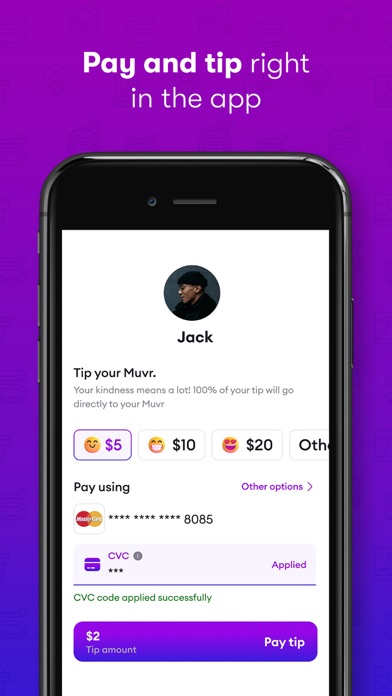 Pay and tip right
in the app
Jack
Tip your Muvr.
Your kindness means a lot! 100% of your tip will go
directly to your Muvr
$5
$10
$20
Othe
Pay using
Other options
MasterCard
**** **** **** 8085
CVC
***
Applied
CVC code applied successfully
$2
Tip amount
Pay tip